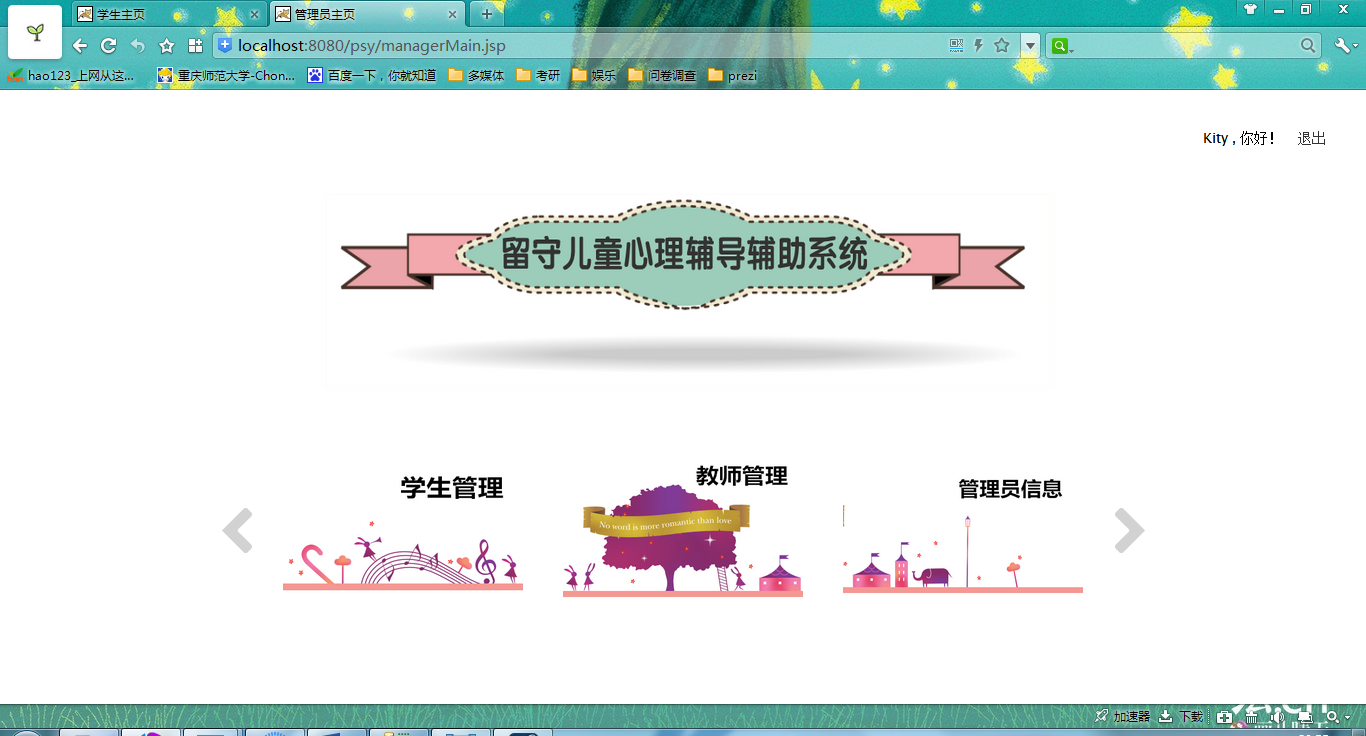 学生主页
管理员主页
localhost:8080/psy/managerMain.jsp
hao123_上网从这... 重庆师范大学-Chon... 百度一下，你就知道 多媒体 考研 娱乐 问卷调查 prezi
Kity , 你好！ 退出
留守儿童心理辅导辅助系统
学生管理
教师管理
管理员信息
No word is more romantic than love
加速器 下载